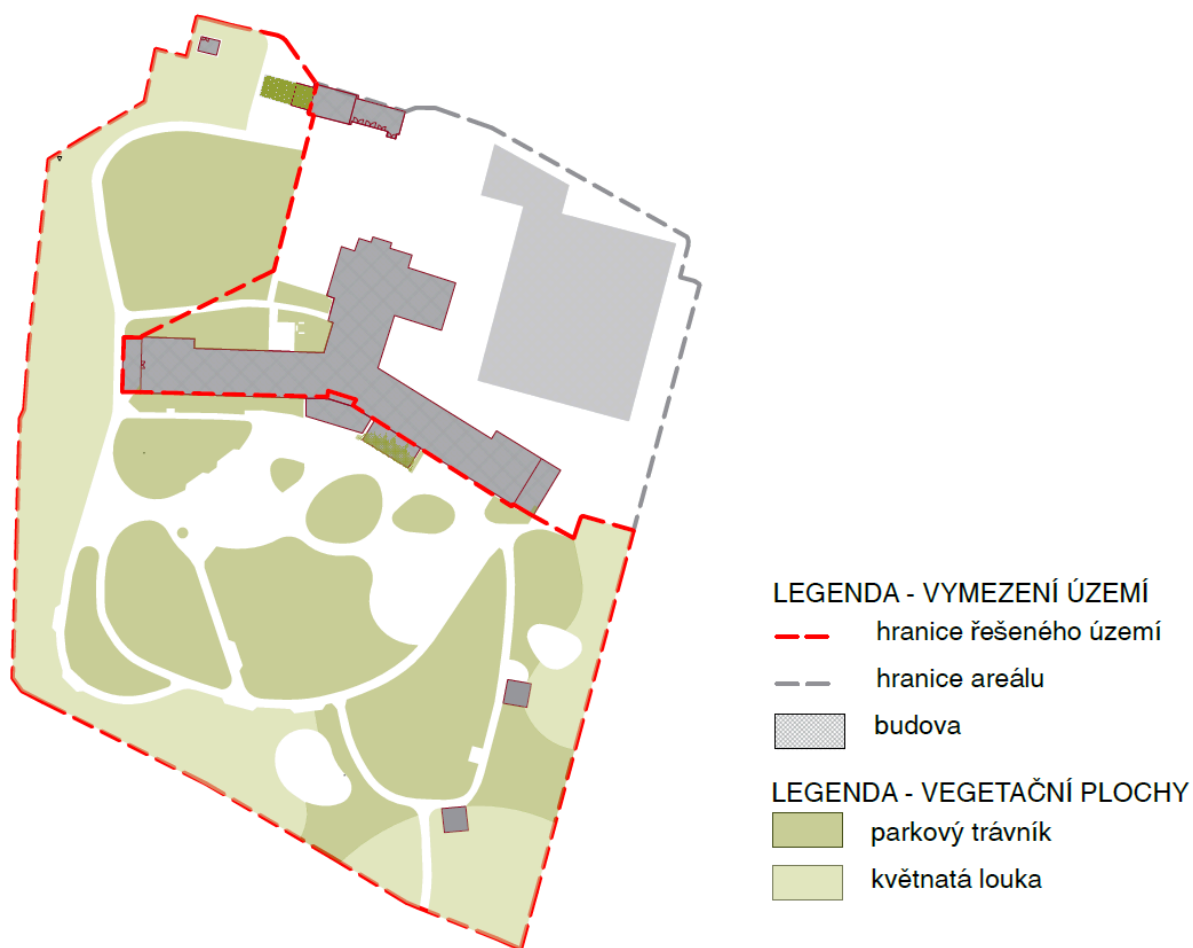 LEGENDA - VYMEZENÍ ÚZEMÍ
hranice řešeného území
hranice areálu
budova
LEGENDA - VEGETAČNÍ PLOCHY
parkový trávník
květnatá louka